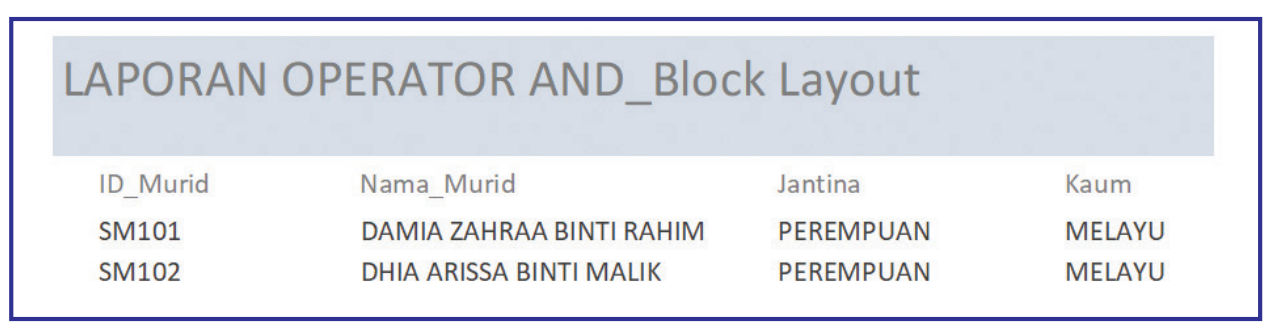 LAPORAN OPERATOR AND_Block Layout
ID_Murid Nama_Murid Jantina Kaum
SM101 DAMIA ZAHRAA BINTI RAHIM PEREMPUAN MELAYU
SM102 DHIA ARISSA BINTI MALIK PEREMPUAN MELAYU